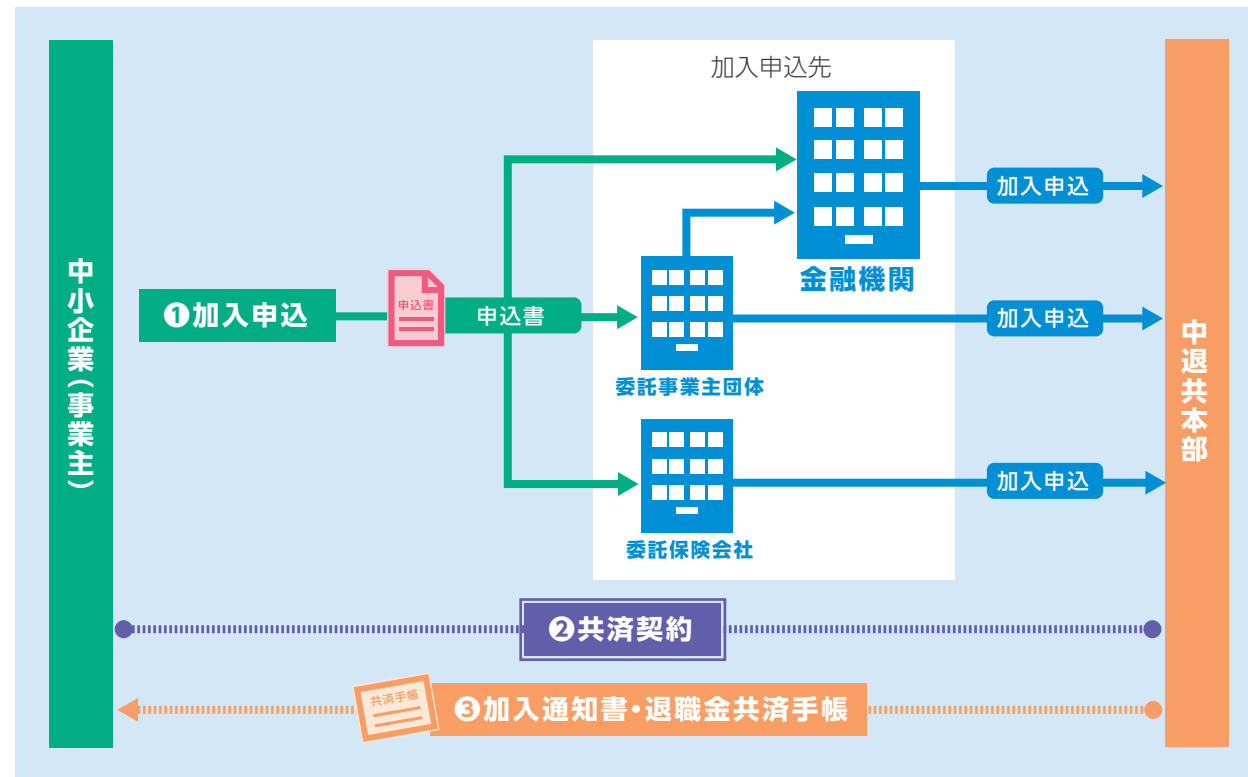 加入申込先
中小企業(事業主)
❶加入申込
申込書
申込書
金融機関
加入申込
委託事業主団体
加入申込
委託保険会社
加入申込
中退共本部
❷共済契約
共済手帳
❸加入通知書・退職金共済手帳